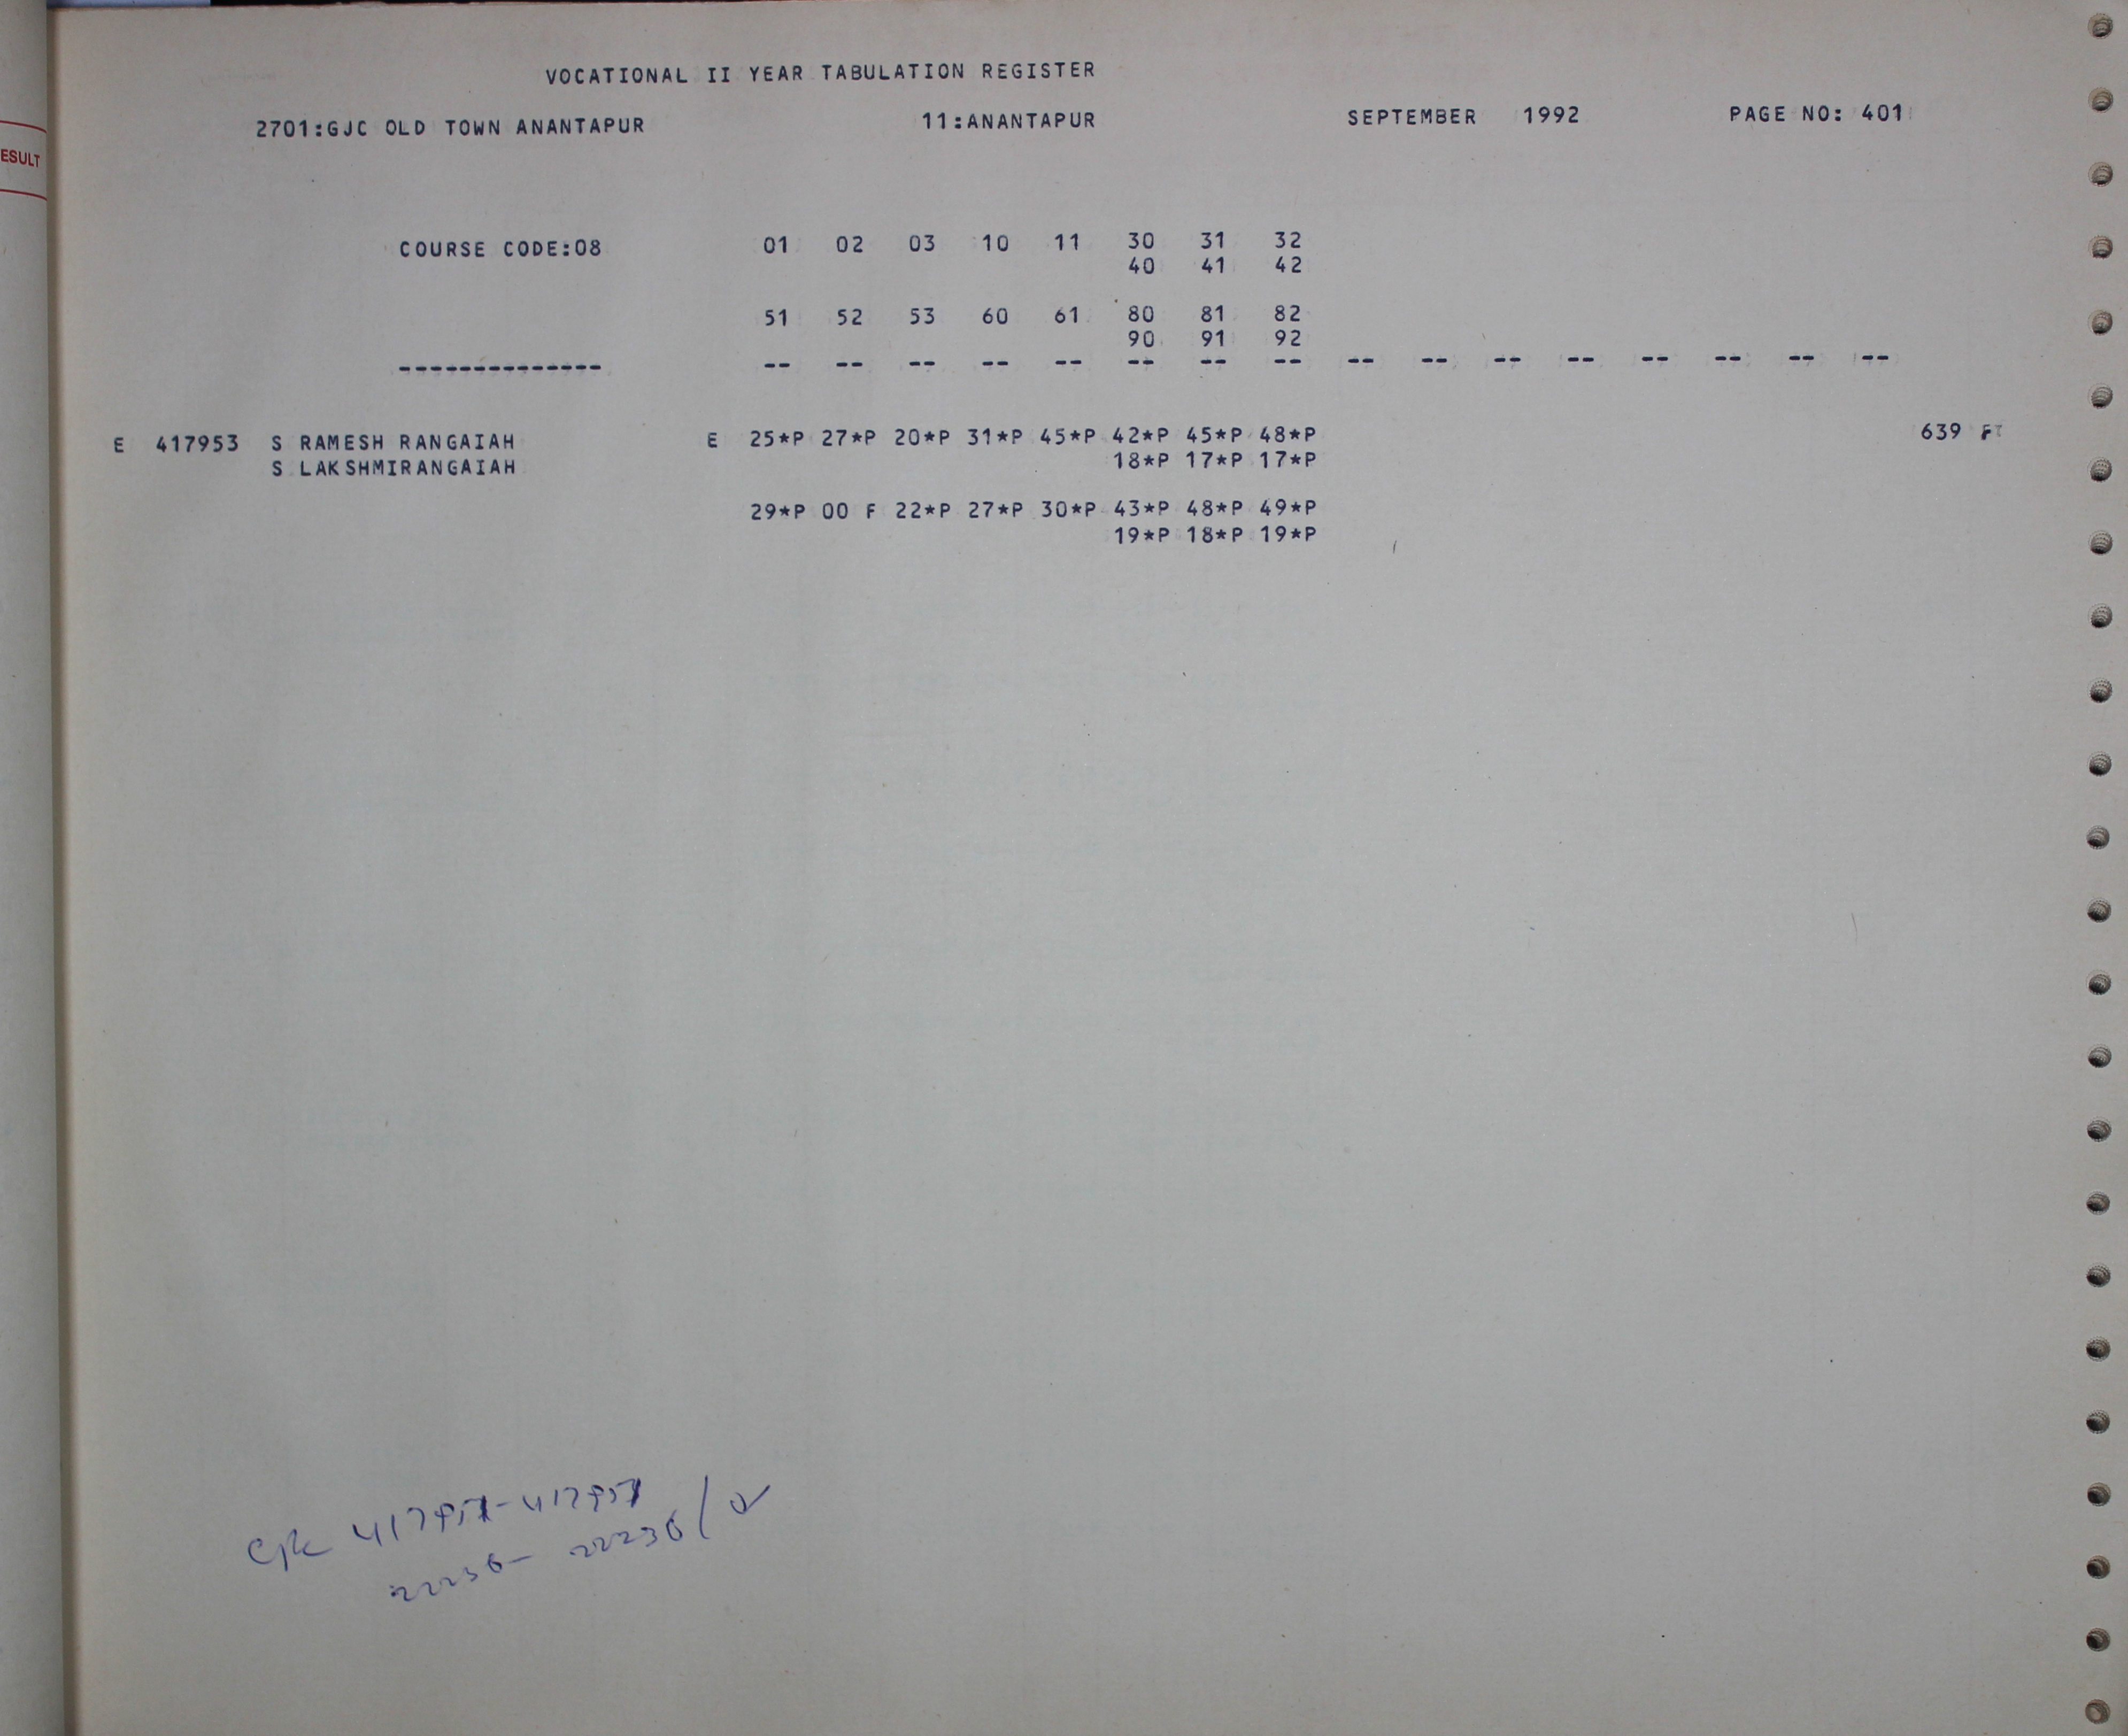 VOCATIONAL II YEAR TABULATION REGISTER
2701:GJC OLD TOWN ANANTAPUR 11:ANANTAPUR SEPTEMBER 1992 PAGE NO: 401
ESULT
COURSE CODE:08 01 02 03 10 11 30 31 32
40 41 42
51 52 53 60 61 80 81 82
90 91 92
-------------- -- -- -- -- -- -- -- -- -- -- -- -- -- -- -- --
E 417953 S RAMESH RANGAIAH E 25*P 27*P 20*P 31*P 45*P 42*P 45*P 48*P 639
S LAKSHMIRANGAIAH 18*P 17*P 17*P
29*P 00 F 22*P 27*P 30*P 43*P 48*P 49*P
19*P 18*P 19*P
22236- 22236/